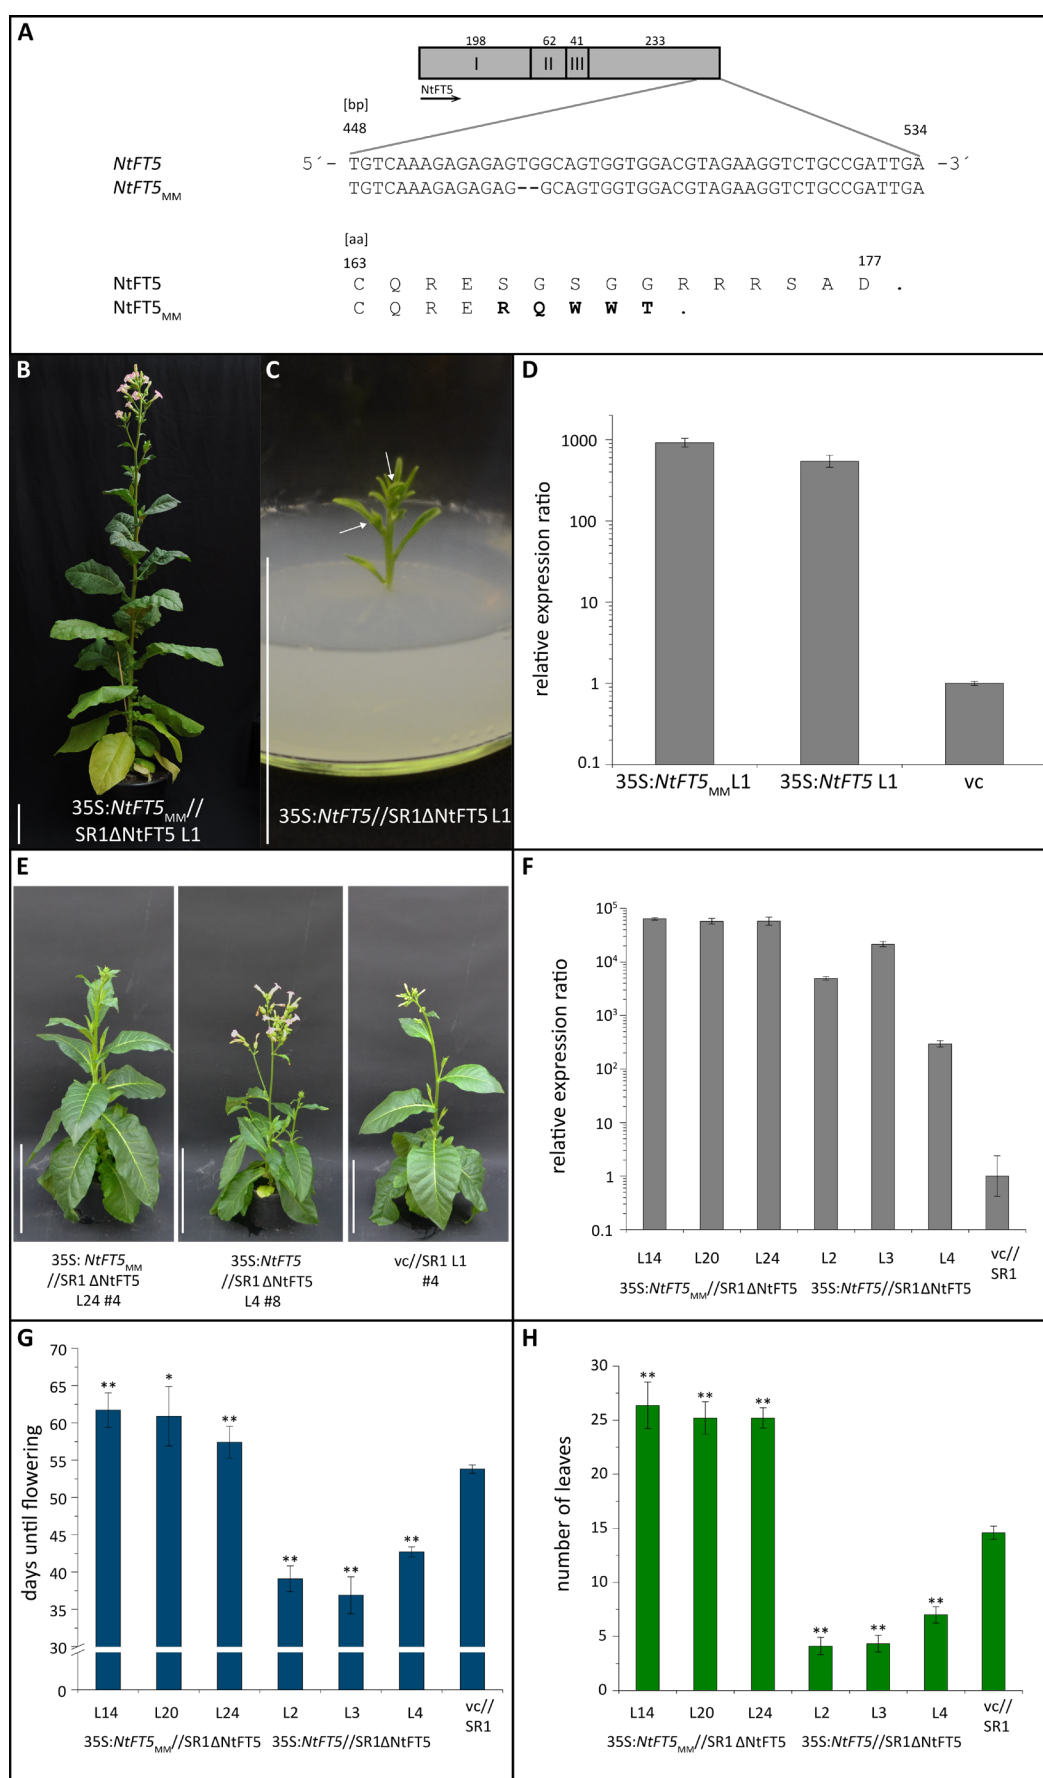 A
198 62 41 233
I II III
NtFT5
[bp]
448 534
NtFT5 5´- TGTCAAAGAGAGAGTGGCAGTGGTGGACGTAGAAGGTCTGCCGATTGA -3´
NtFT5MM TGTCAAAGAGAGAG--GCAGTGGTGGACGTAGAAGGTCTGCCGATTGA
[aa]
163 177
NtFT5 C Q R E S G S G G R R R S A D .
NtFT5MM C Q R E R Q W W T .
B
35S:NtFT5MM//
SR1ΔNtFT5 L1
C
35S:NtFT5//SR1ΔNtFT5 L1
D
relative expression ratio
1000
100
10
1
0.1
35S:NtFT5MML1 35S:NtFT5 L1 vc
E
35S: NtFT5MM
//SR1 ΔNtFT5
L24 #4
35S:NtFT5
//SR1 ΔNtFT5
L4 #8
vc//SR1 L1
#4
F
relative expression ratio
10⁵
10⁴
10³
10²
10
1
0.1
L14 L20 L24 L2 L3 L4 vc//
SR1
35S:NtFT5MM//SR1ΔNtFT5 35S:NtFT5//SR1ΔNtFT5
G
days until flowering
70
65
60
55
50
45
40
35
30
0
** * ** ** ** **
L14 L20 L24 L2 L3 L4 vc//
SR1
35S:NtFT5MM//SR1ΔNtFT5 35S:NtFT5//SR1ΔNtFT5
H
number of leaves
30
25
20
15
10
5
0
** ** ** ** ** **
L14 L20 L24 L2 L3 L4 vc//
SR1
35S:NtFT5MM//SR1 ΔNtFT5 35S:NtFT5//SR1ΔNtFT5